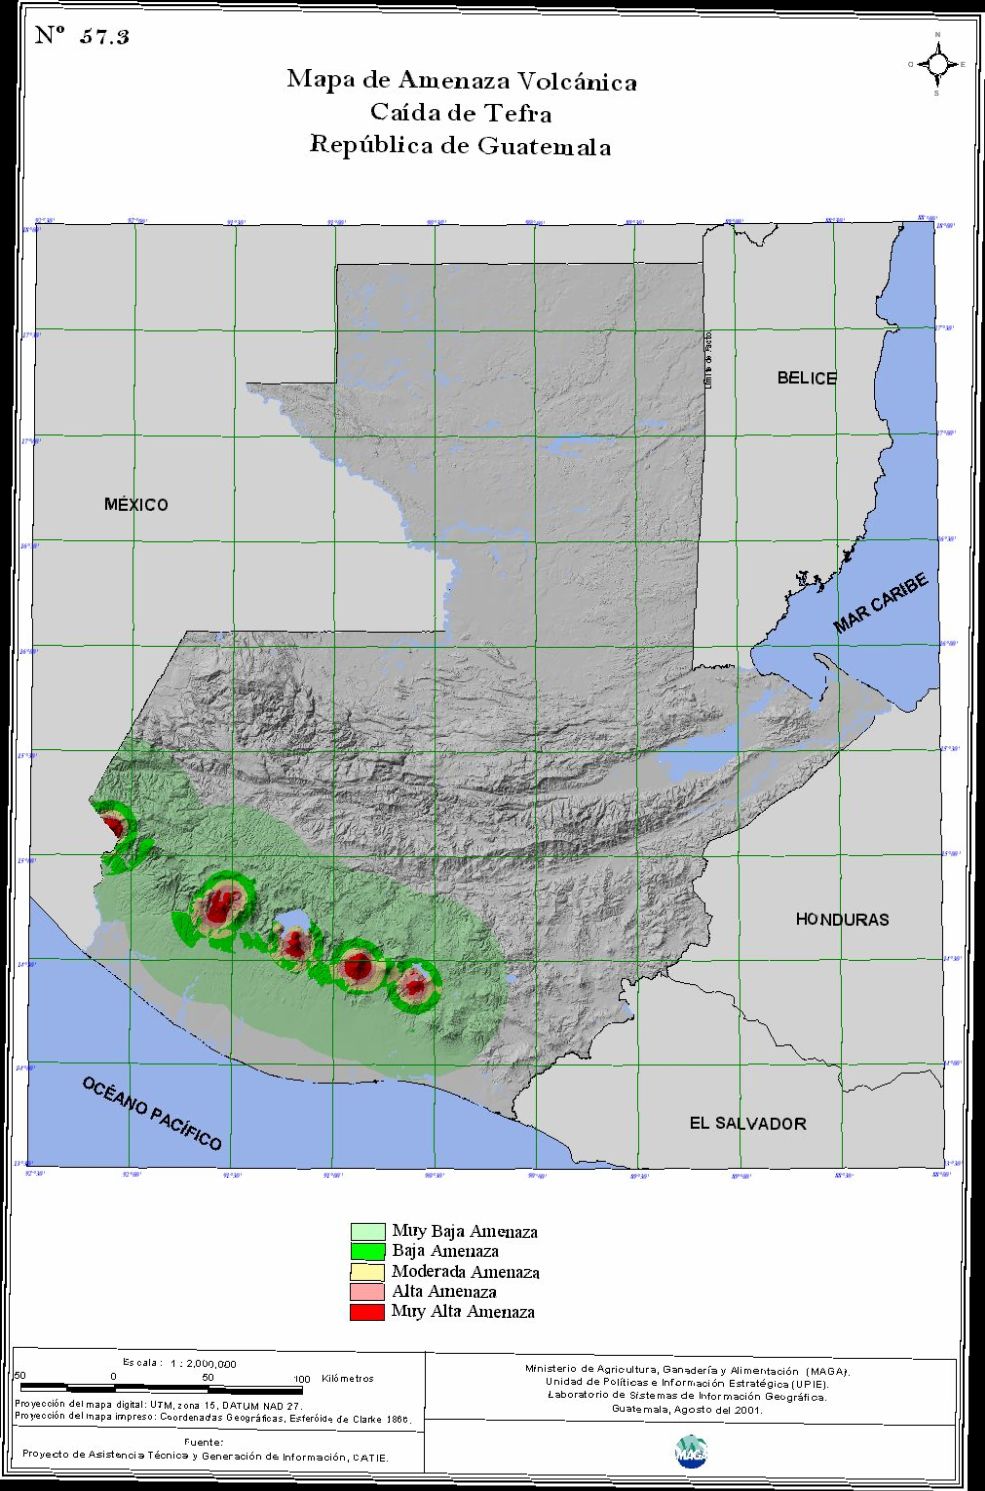 Nº 57.3
N
O E
S
Mapa de Amenaza Volcánica
Caída de Tefra
República de Guatemala
Límite de Facto
BELICE
MÉXICO
MAR CARIBE
HONDURAS
OCÉANO PACÍFICO
EL SALVADOR
Muy Baja Amenaza
Baja Amenaza
Moderada Amenaza
Alta Amenaza
Muy Alta Amenaza
Escala: 1 : 2,000,000
50 0 50 100 Kilómetros
Proyección del mapa digital: UTM, zona 15, DATUM NAD 27.
Proyección del mapa impreso: Coordenadas Geográficas, Esferóide de Clarke 1866.
Fuente:
Proyecto de Asistencia Técnica y Generación de Información, CATIE.
Ministerio de Agricultura, Ganadería y Alimentación (MAGA).
Unidad de Políticas e Información Estratégica (UPIE).
Laboratorio de Sistemas de Información Geográfica.
Guatemala, Agosto del 2001.
MAGA